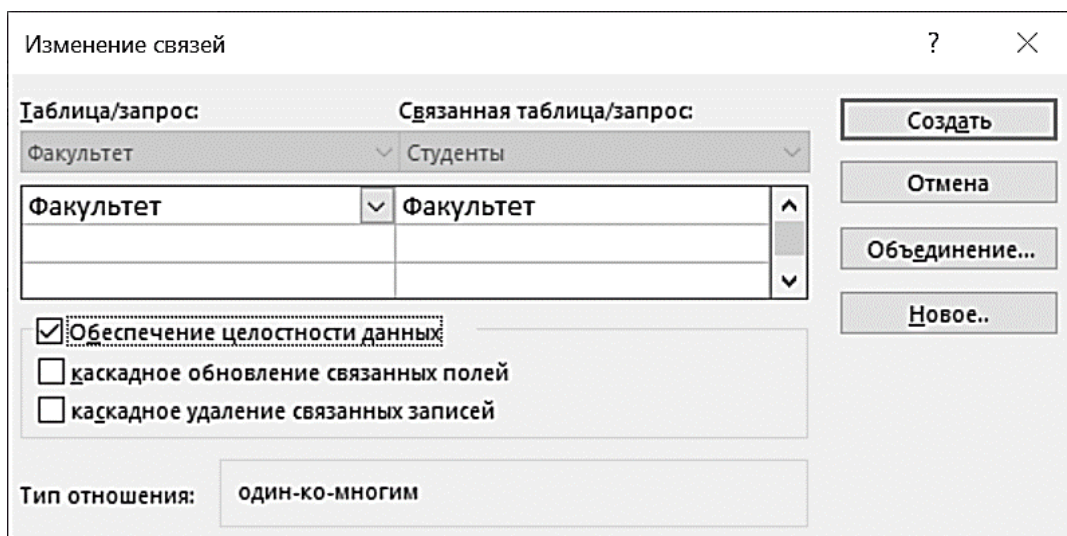 Изменение связей ?
Таблица/запрос: Связанная таблица/запрос:
Создать
Факультет Студенты
Отмена
Факультет Факультет
Объединение...
Новое..
Обеспечение целостности данных
каскадное обновление связанных полей
каскадное удаление связанных записей
Тип отношения: один-ко-многим